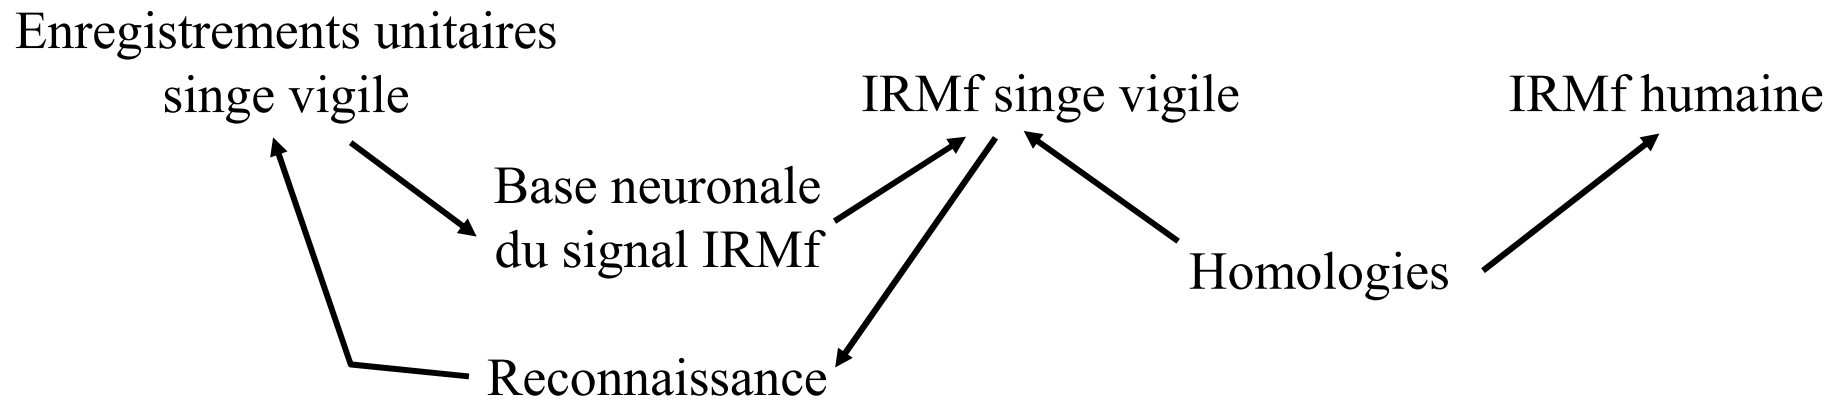 Enregistrements unitaires
singe vigile
IRMf singe vigile
IRMf humaine
Base neuronale
du signal IRMf
Homologies
Reconnaissance